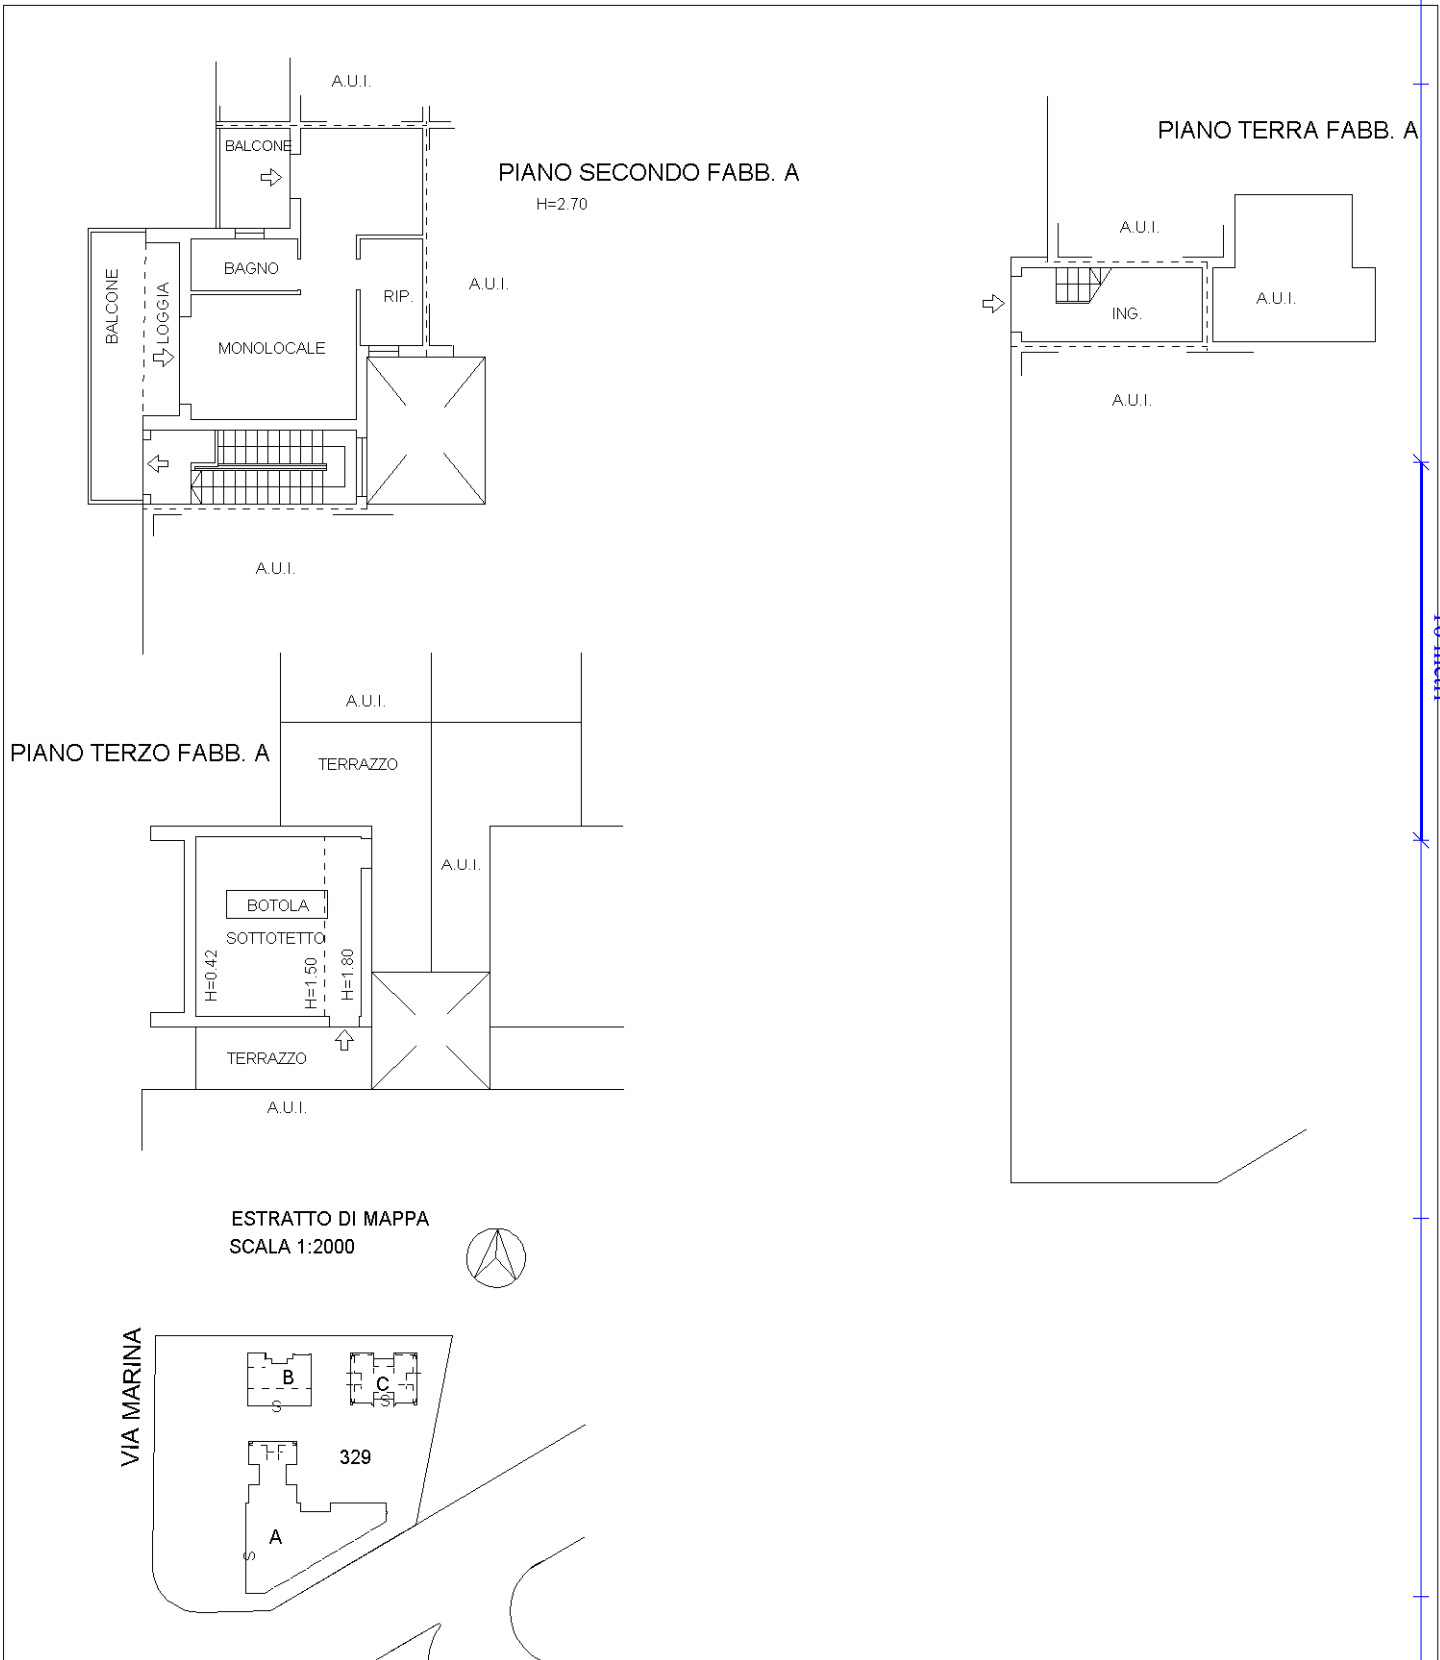 A.U.I.
PIANO TERRA FABB. A
BALCONE
PIANO SECONDO FABB. A
H=2.70
A.U.I.
BAGNO
A.U.I.
RIP.
A.U.I.
BALCONE
LOGGIA
ING.
MONOLOCALE
A.U.I.
A.U.I.
A.U.I.
PIANO TERZO FABB. A
TERRAZZO
A.U.I.
BOTOLA
SOTTOTETTO
H=0.42
H=1.50
H=1.80
TERRAZZO
A.U.I.
ESTRATTO DI MAPPA
SCALA 1:2000
VIA MARINA
B
C
S
S
329
A
S